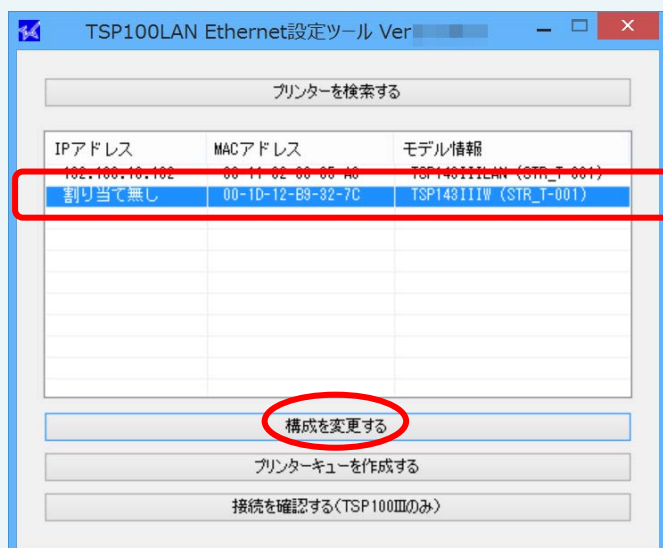 TSP100LAN Ethernet設定ツール Ver
プリンターを検索する
IPアドレス MACアドレス モデル情報
割り当て無し 00-1D-12-B9-32-7C TSP143IIIW (STR_T-001)
構成を変更する
プリンターキューを作成する
接続を確認する(TSP100Ⅲのみ)